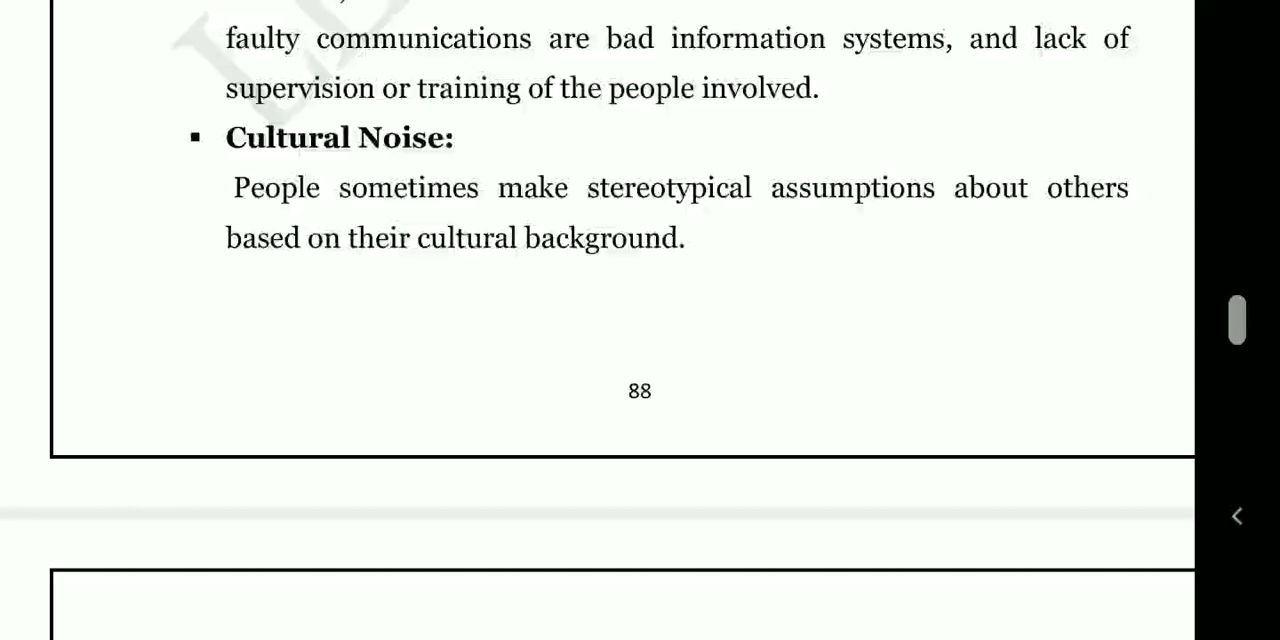 faulty communications are bad information systems, and lack of
supervision or training of the people involved.
▪ Cultural Noise:
People sometimes make stereotypical assumptions about others
based on their cultural background.
88